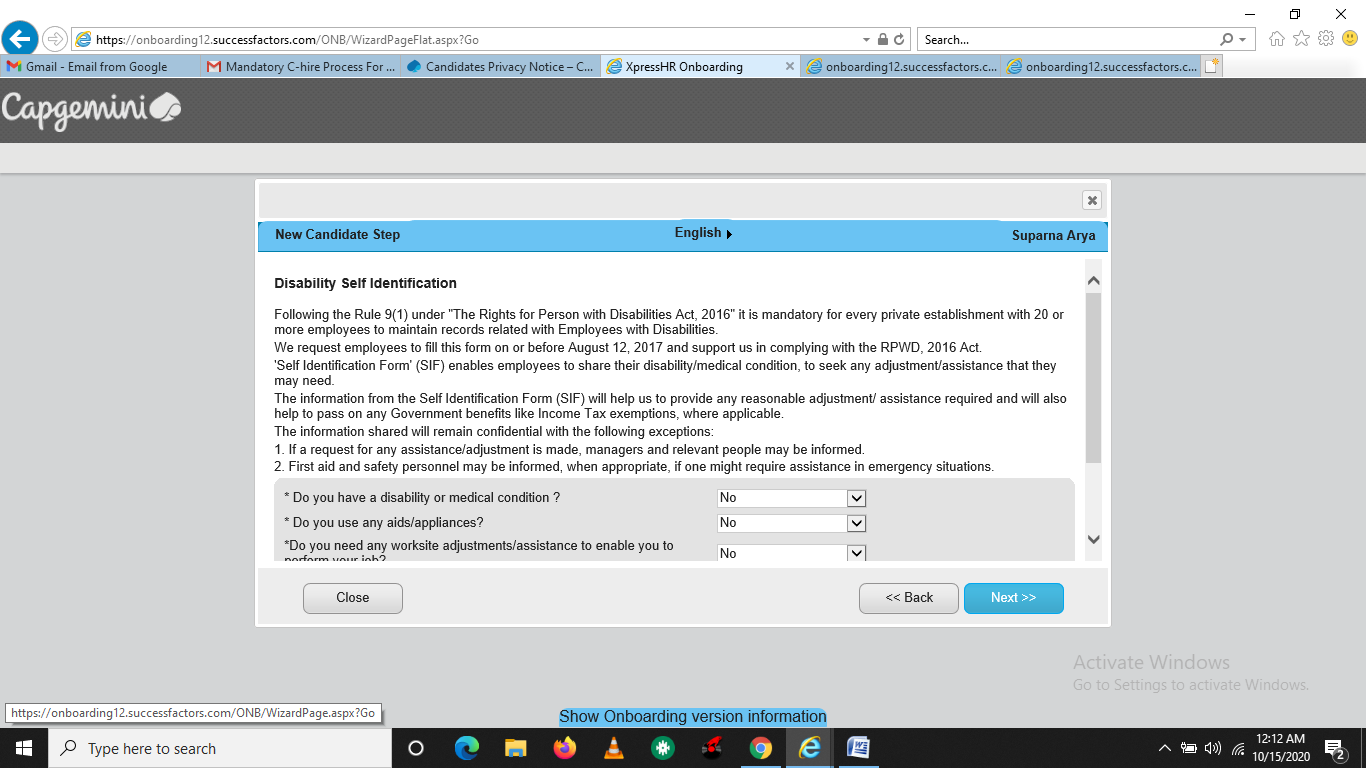 https://onboarding12.successfactors.com/ONB/WizardPageFlat.aspx?Go
Search...
Gmail - Email from Google
Mandatory C-hire Process For ...
Candidates Privacy Notice – C...
XpressHR Onboarding
onboarding12.successfactors.c...
onboarding12.successfactors.c...
Capgemini
New Candidate Step
English
Suparna Arya
Disability Self Identification
Following the Rule 9(1) under "The Rights for Person with Disabilities Act, 2016" it is mandatory for every private establishment with 20 or
more employees to maintain records related with Employees with Disabilities.
We request employees to fill this form on or before August 12, 2017 and support us in complying with the RPWD, 2016 Act.
'Self Identification Form' (SIF) enables employees to share their disability/medical condition, to seek any adjustment/assistance that they
may need.
The information from the Self Identification Form (SIF) will help us to provide any reasonable adjustment/ assistance required and will also
help to pass on any Government benefits like Income Tax exemptions, where applicable.
The information shared will remain confidential with the following exceptions:
1. If a request for any assistance/adjustment is made, managers and relevant people may be informed.
2. First aid and safety personnel may be informed, when appropriate, if one might require assistance in emergency situations.
* Do you have a disability or medical condition ?
No
* Do you use any aids/appliances?
No
*Do you need any worksite adjustments/assistance to enable you to
perform your job?
No
Close
<< Back
Next >>
Activate Windows
Go to Settings to activate Windows.
https://onboarding12.successfactors.com/ONB/WizardPage.aspx?Go
Show Onboarding version information
Type here to search
12:12 AM
10/15/2020
2